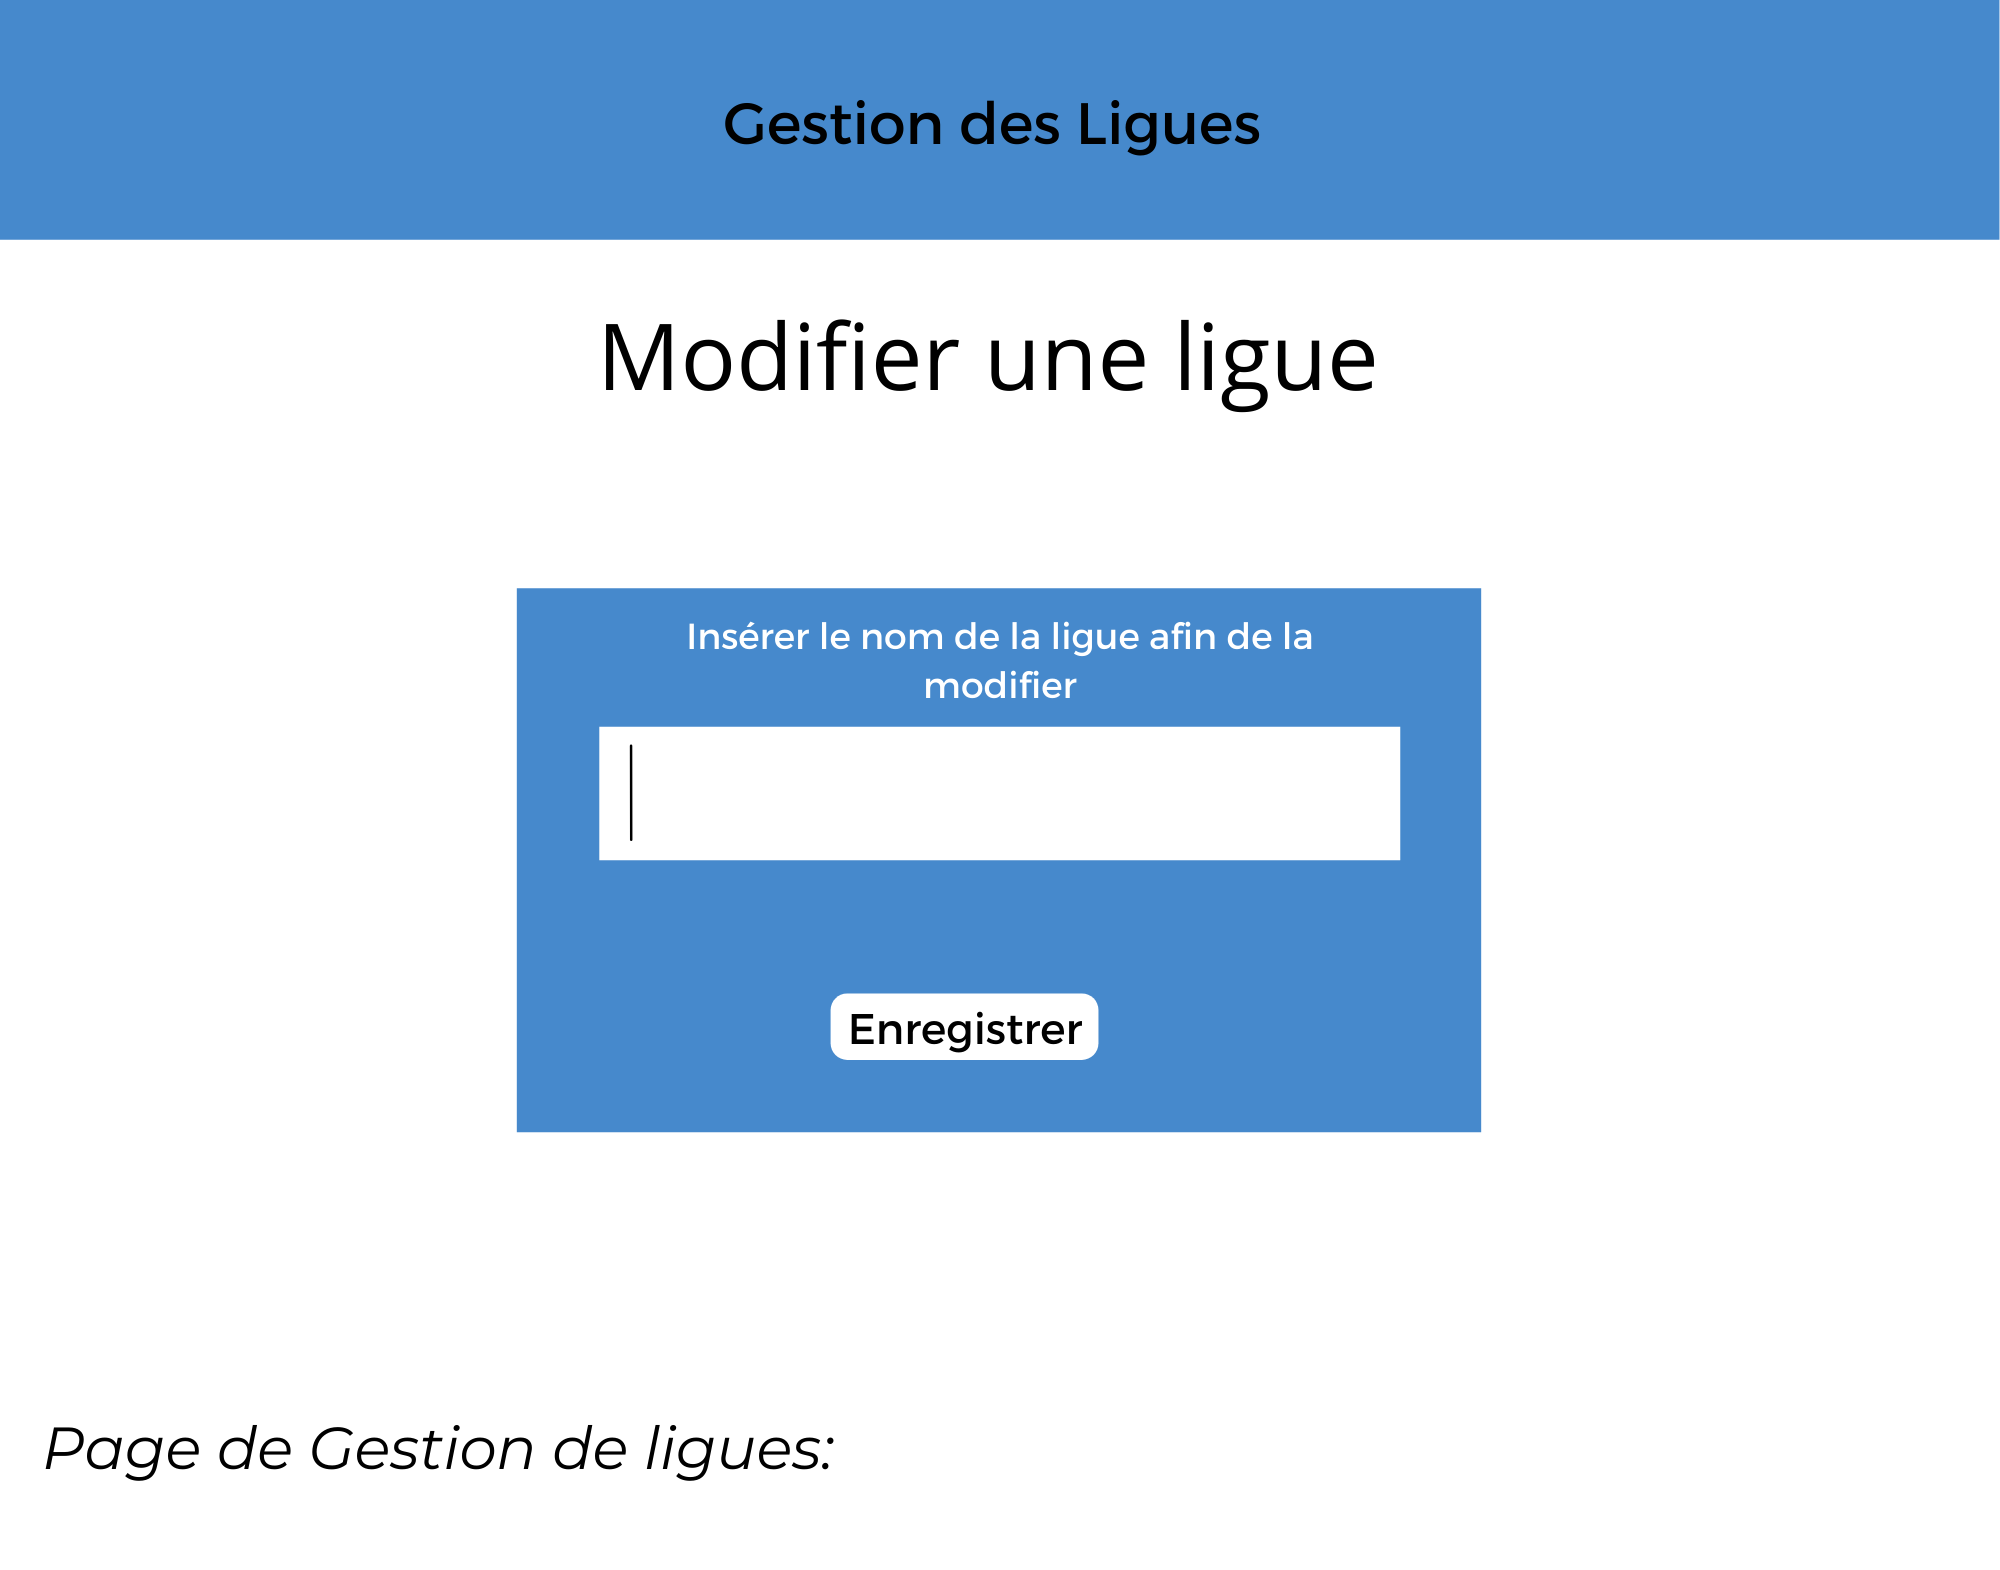 Gestion des Ligues
Modifier une ligue
Insérer le nom de la ligue afin de la
modifier
Enregistrer
Page de Gestion de ligues: